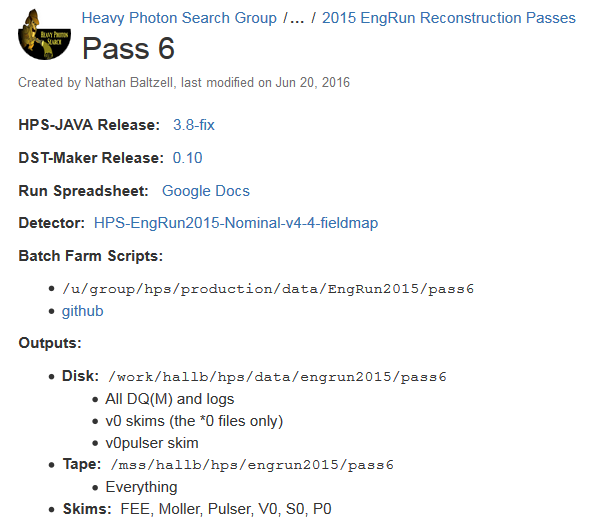 HEAVY PHOTON
SEARCH
Heavy Photon Search Group /... / 2015 EngRun Reconstruction Passes
Pass 6
Created by Nathan Baltzell, last modified on Jun 20, 2016
HPS-JAVA Release: 3.8-fix
DST-Maker Release: 0.10
Run Spreadsheet: Google Docs
Detector: HPS-EngRun2015-Nominal-v4-4-fieldmap
Batch Farm Scripts:
• /u/group/hps/production/data/EngRun2015/pass6
• github
Outputs:
• Disk: /work/hallb/hps/data/engrun2015/pass6
• All DQ(M) and logs
• v0 skims (the *0 files only)
• v0pulser skim
• Tape: /mss/hallb/hps/engrun2015/pass6
• Everything
• Skims: FEE, Moller, Pulser, V0, S0, P0